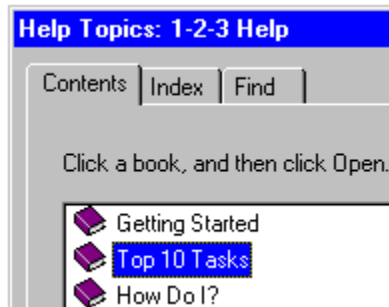 Help Topics: 1-2-3 Help
Contents Index Find
Click a book, and then click Open.
Getting Started
Top 10 Tasks
How Do I?